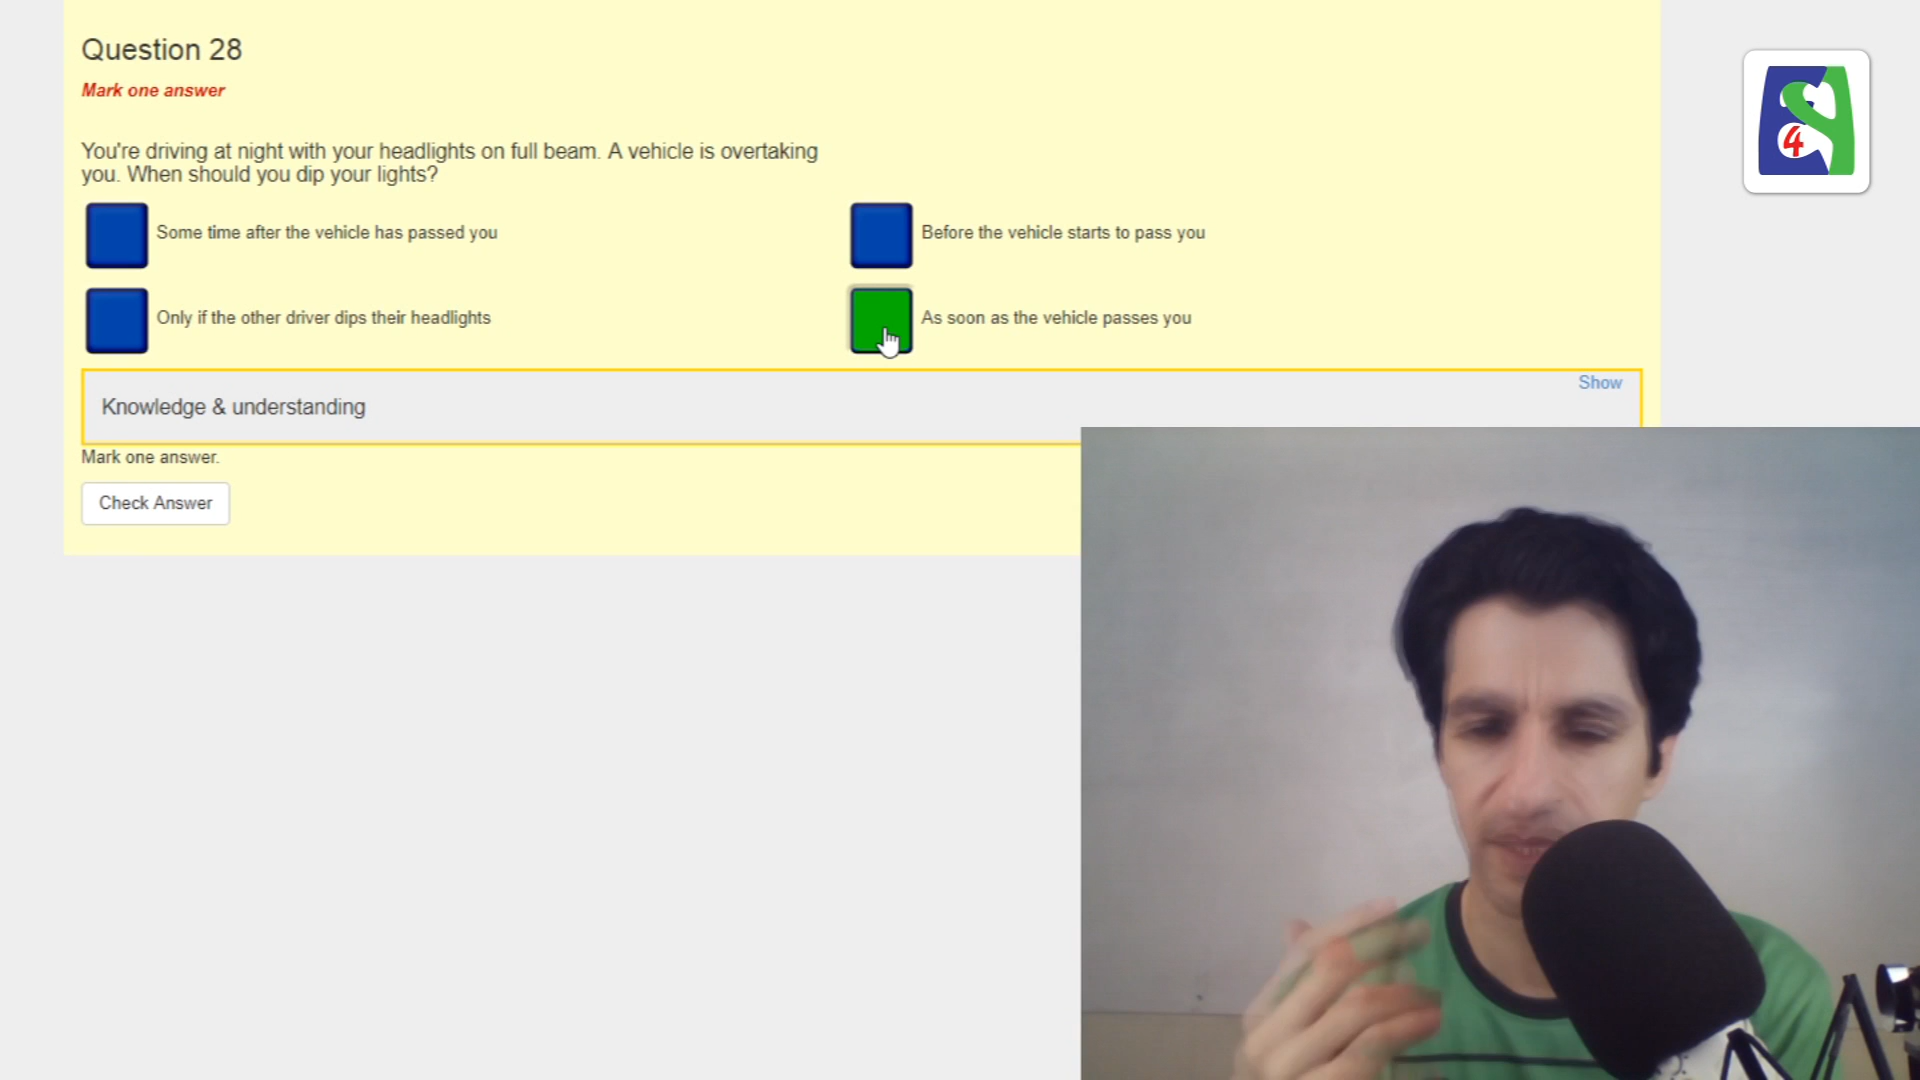 Question 28
Mark one answer
You're driving at night with your headlights on full beam. A vehicle is overtaking
you. When should you dip your lights?
Some time after the vehicle has passed you
Before the vehicle starts to pass you
Only if the other driver dips their headlights
As soon as the vehicle passes you
Show
Knowledge & understanding
Mark one answer.
Check Answer
4